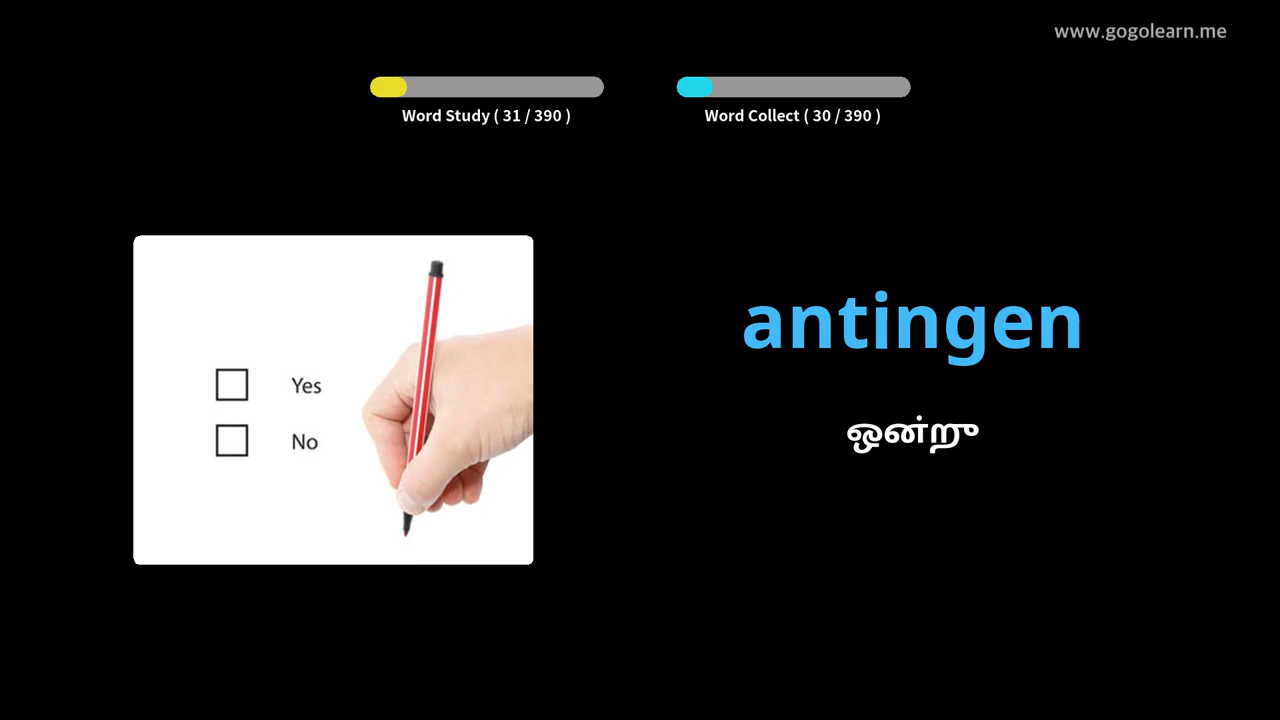 www.gogolearn.me
Word Study ( 31 / 390 )
Word Collect ( 30 / 390 )
Yes
No
antingen
ஒன்று